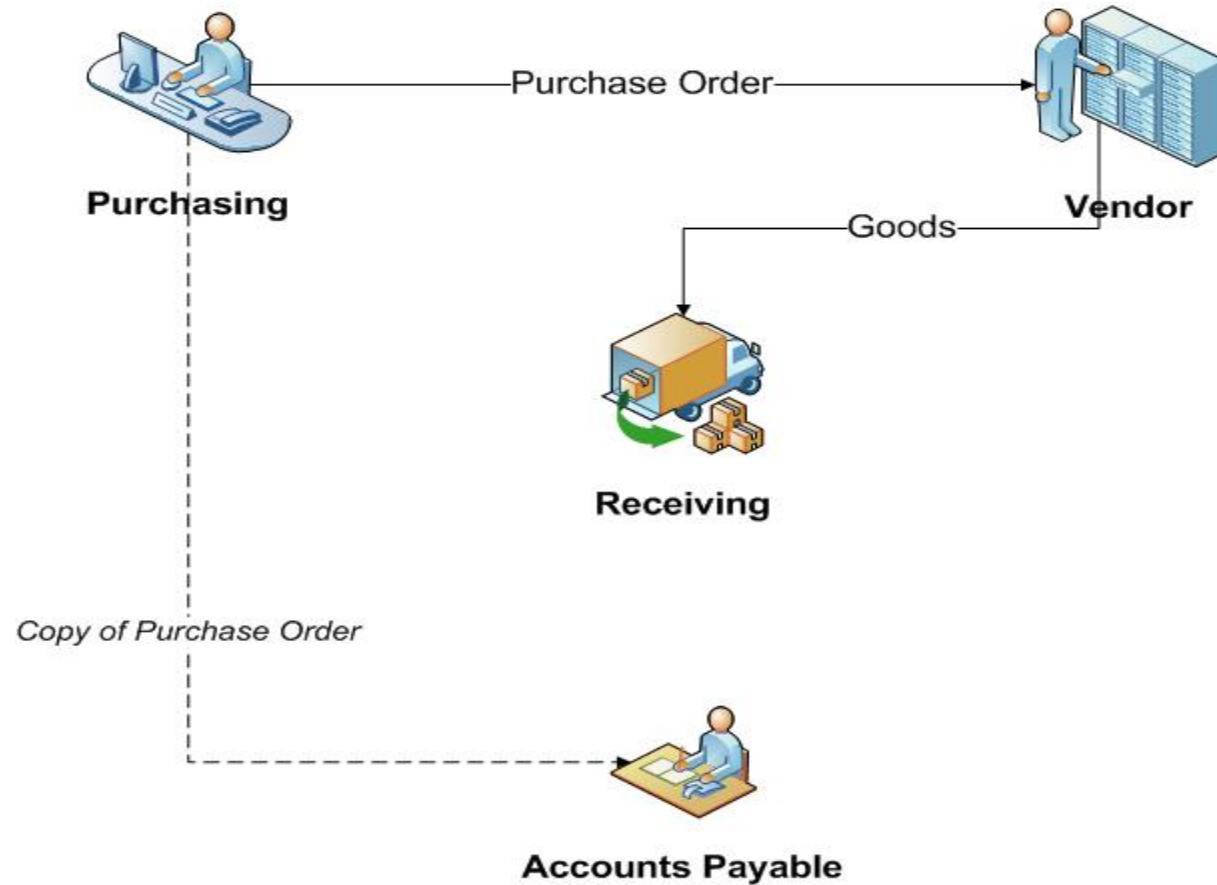 Purchase Order
Purchasing
Vendor
Goods
Receiving
Copy of Purchase Order
Accounts Payable